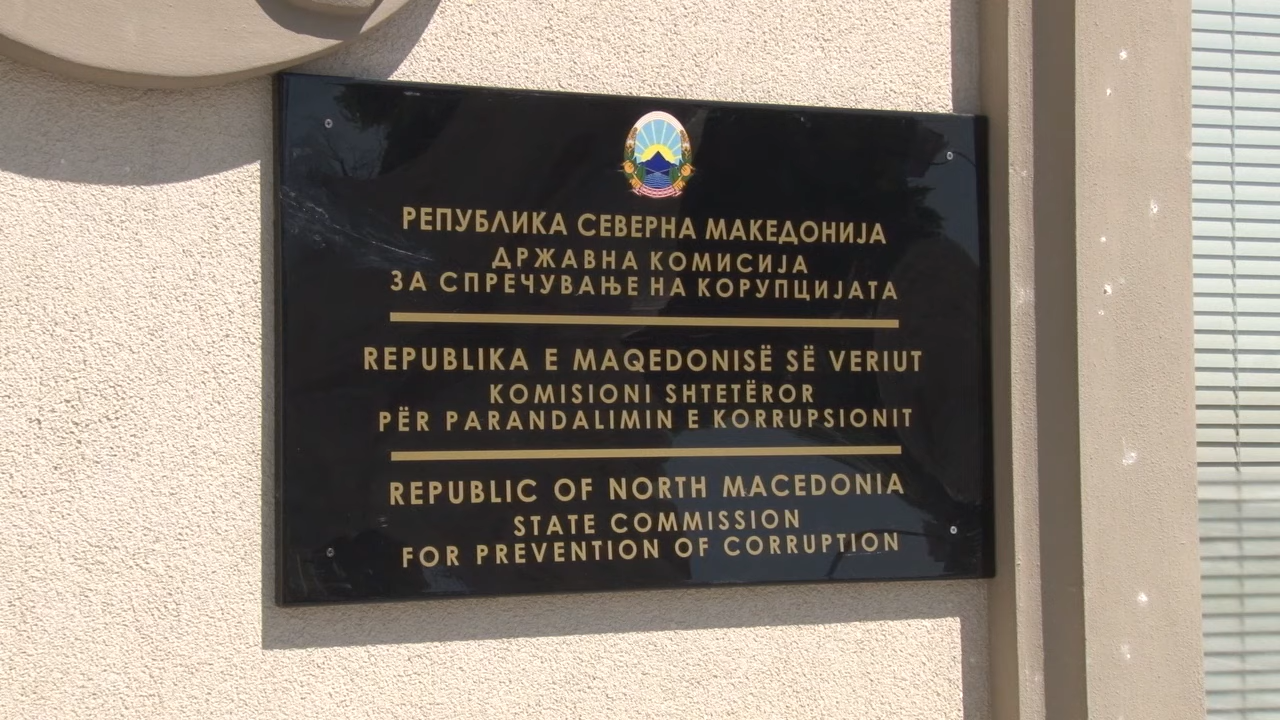 РЕПУБЛИКА СЕВЕРНА МАКЕДОНИЈА
ДРЖАВНА КОМИСИЈА
ЗА СПРЕЧУВАЊЕ НА КОРУПЦИЈАТА
REPUBLIKA E MAQEDONISË SË VERIUT
KOMISIONI SHTETËROR
PËR PARANDALIMIN E KORRUPSIONIT
REPUBLIC OF NORTH MACEDONIA
STATE COMMISSION
FOR PREVENTION OF CORRUPTION